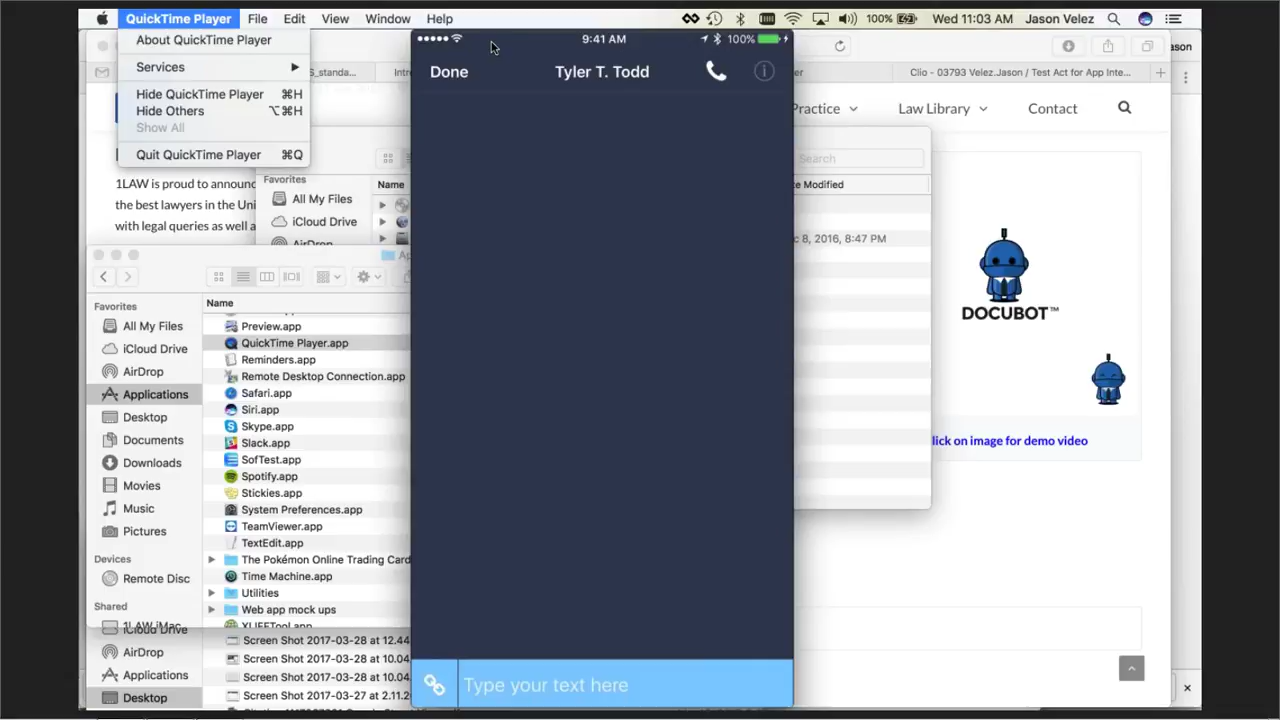 QuickTime Player File Edit View Window Help 100% Wed 11:03 AM Jason Velez
About QuickTime Player
Services
Hide QuickTime Player ⌘H
Hide Others ⌥⌘H
Show All
Quit QuickTime Player ⌘Q
9:41 AM 100%
Done Tyler T. Todd
Type your text here
S_standa...
Clio - 03793 Velez.Jason / Test Act for App Inte...
Practice Law Library Contact
1LAW is proud to announ
the best lawyers in the Uni
with legal queries as well a
Favorites
All My Files
iCloud Drive
AirDrop
Name
Search
e Modified
8, 2016, 8:47 PM
DOCUBOT™
lick on image for demo video
Favorites
All My Files
iCloud Drive
AirDrop
Applications
Desktop
Documents
Downloads
Movies
Music
Pictures
Devices
Remote Disc
Shared
iCloud Drive
AirDrop
Applications
Desktop
Name
Preview.app
QuickTime Player.app
Reminders.app
Remote Desktop Connection.app
Safari.app
Siri.app
Skype.app
Slack.app
SofTest.app
Spotify.app
Stickies.app
System Preferences.app
TeamViewer.app
TextEdit.app
The Pokémon Online Trading Card
Time Machine.app
Utilities
Web app mock ups
Screen Shot 2017-03-28 at 12.44
Screen Shot 2017-03-28 at 10.04
Screen Shot 2017-03-28 at 10.04
Screen Shot 2017-03-27 at 2.11.2